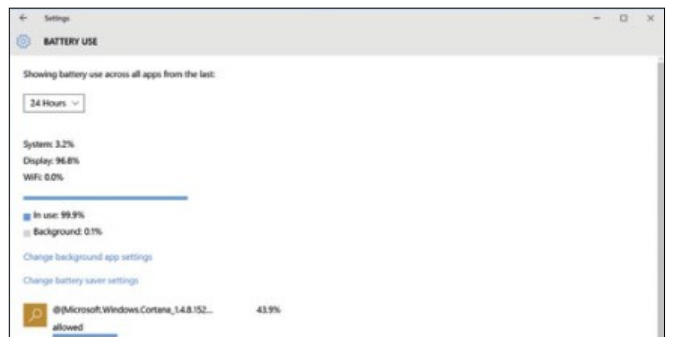 Settings
BATTERY USE
Showing battery use across all apps from the last:
24 Hours
System: 3.2%
Display: 96.8%
WiFi: 0.0%
In use: 99.9%
Background: 0.1%
Change background app settings
Change battery saver settings
@{Microsoft.Windows.Cortana_1.4.8.152... 43.9%
allowed